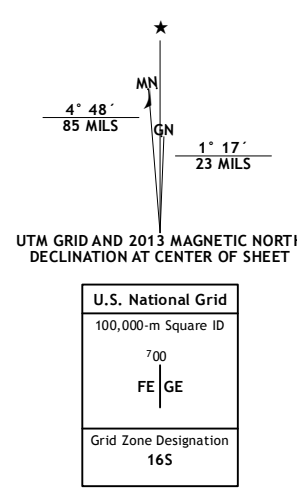 ★
MN
4° 48´
85 MILS
GN
1° 17´
23 MILS
UTM GRID AND 2013 MAGNETIC NORTH
DECLINATION AT CENTER OF SHEET
U.S. National Grid
100,000-m Square ID
⁷00
FE GE
Grid Zone Designation
16S